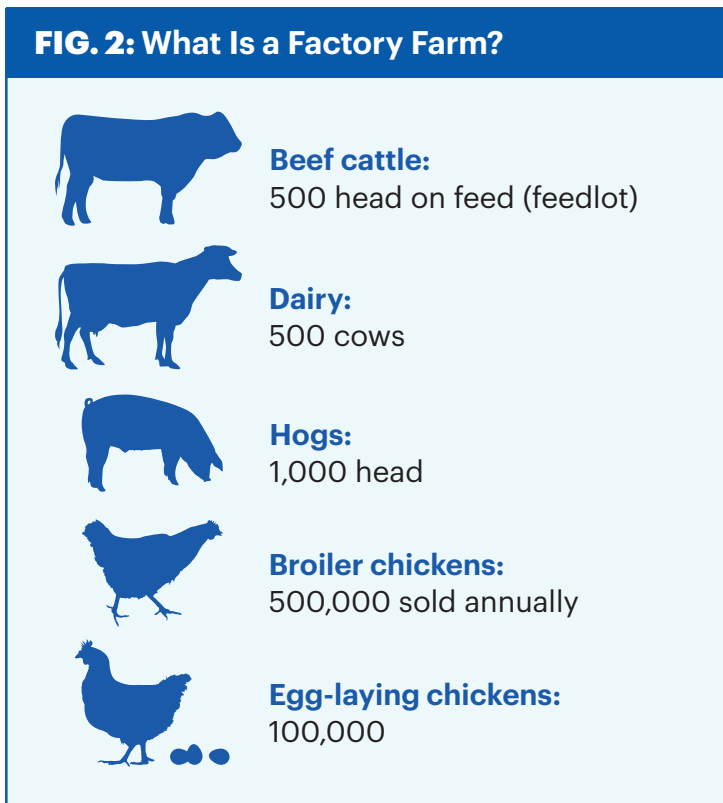 FIG. 2: What Is a Factory Farm?
Beef cattle:
500 head on feed (feedlot)
Dairy:
500 cows
Hogs:
1,000 head
Broiler chickens:
500,000 sold annually
Egg-laying chickens:
100,000